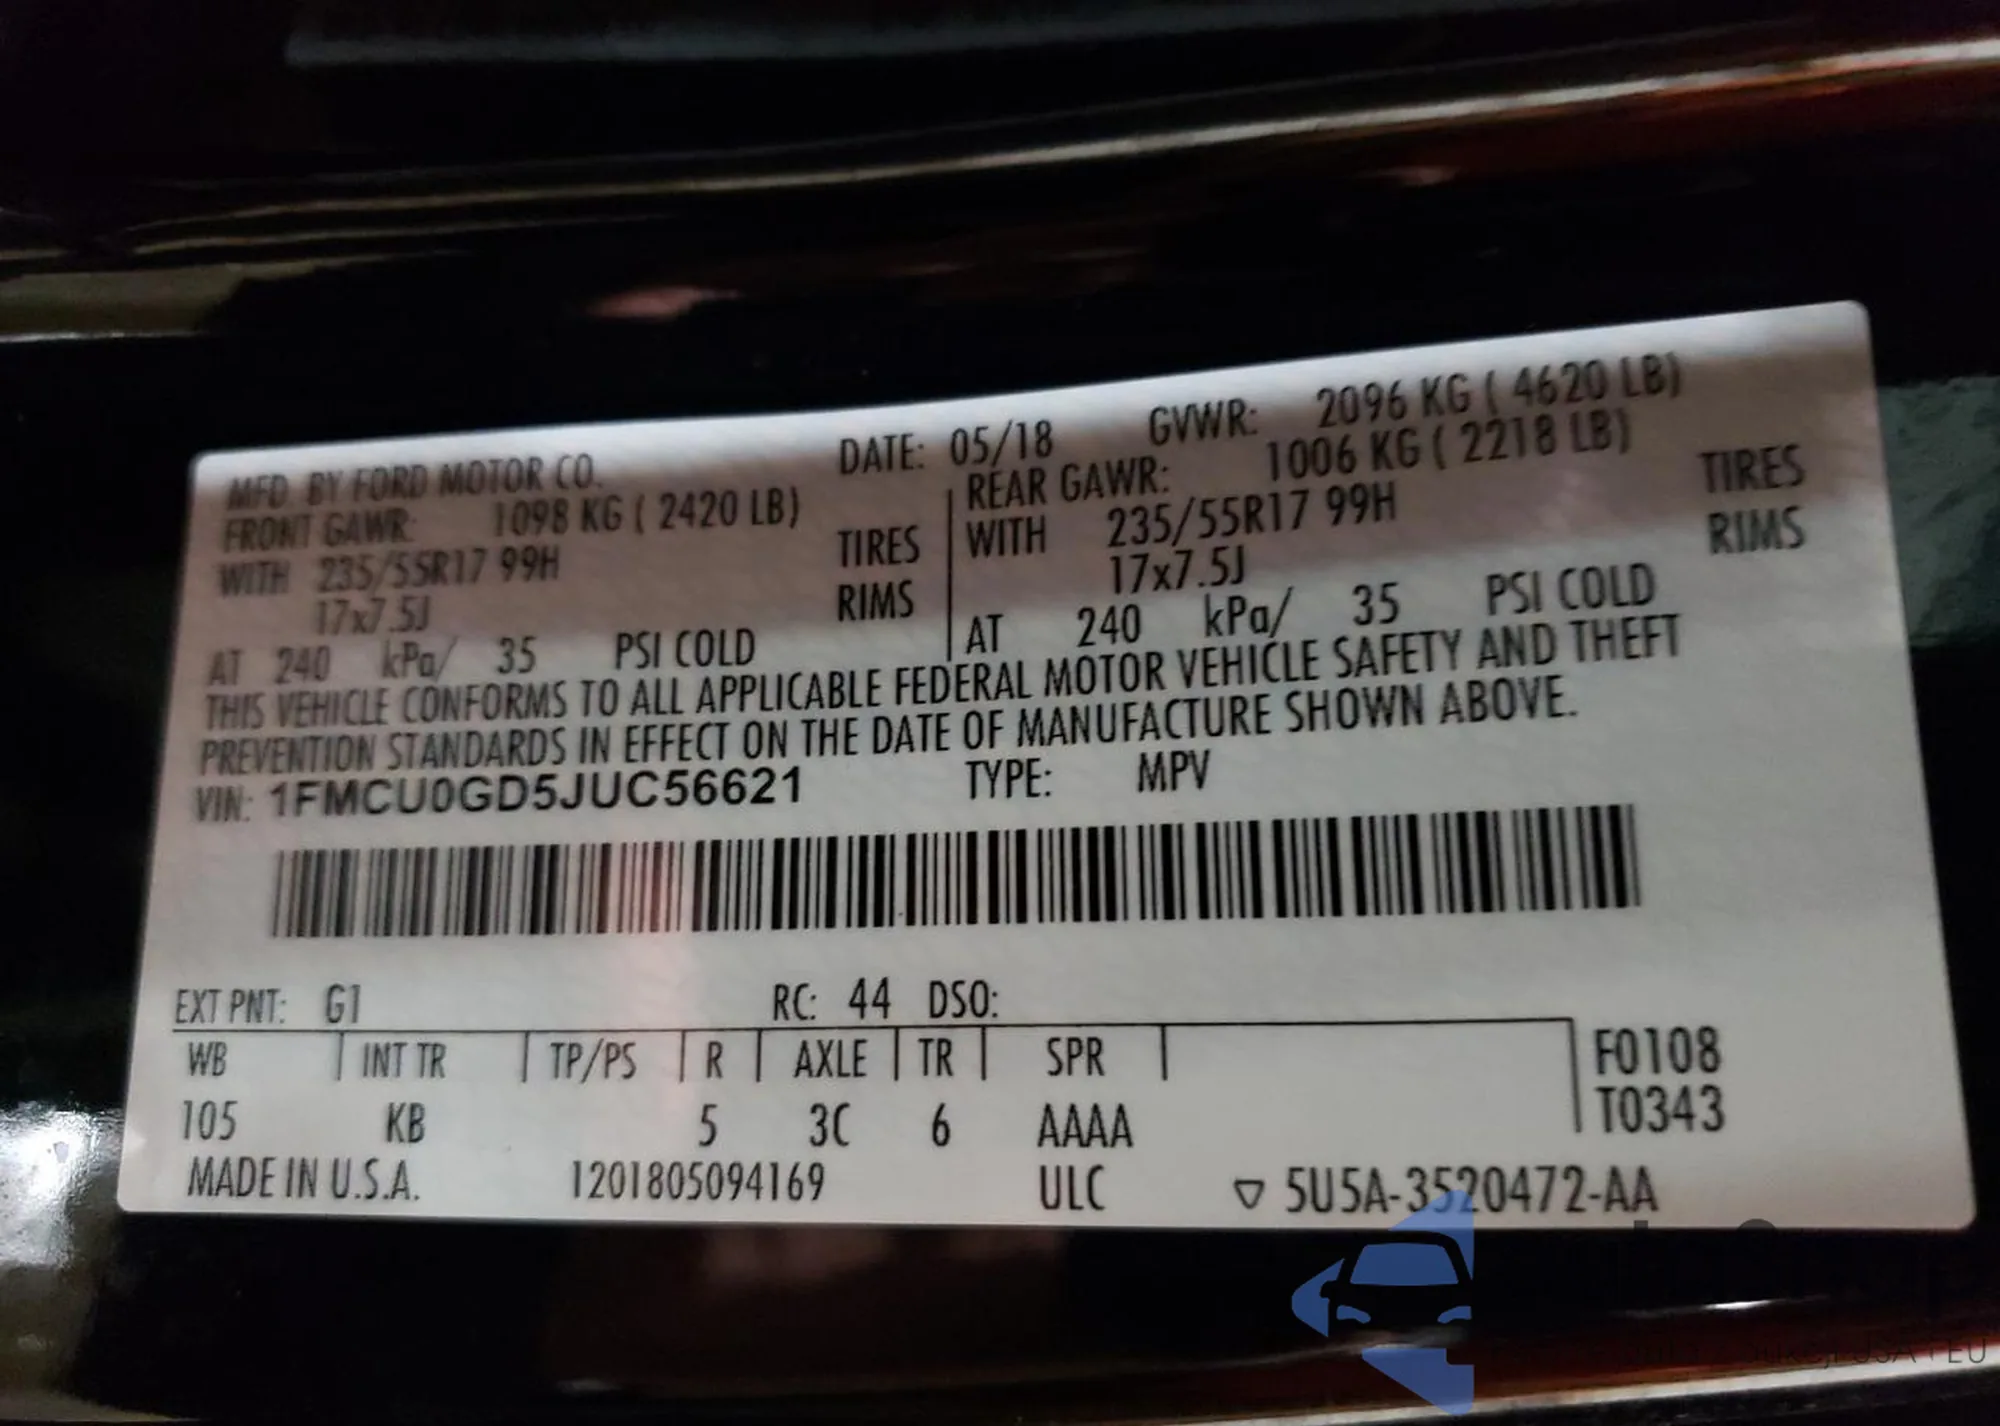 MFD. BY FORD MOTOR CO. DATE: 05/18 GVWR: 2096 KG ( 4620 LB)
FRONT GAWR: 1098 KG ( 2420 LB) REAR GAWR: 1006 KG ( 2218 LB)
WITH 235/55R17 99H TIRES WITH 235/55R17 99H TIRES
17x7.5J RIMS 17x7.5J RIMS
AT 240 kPa/ 35 PSI COLD AT 240 kPa/ 35 PSI COLD
THIS VEHICLE CONFORMS TO ALL APPLICABLE FEDERAL MOTOR VEHICLE SAFETY AND THEFT
PREVENTION STANDARDS IN EFFECT ON THE DATE OF MANUFACTURE SHOWN ABOVE.
VIN: 1FMCU0GD5JUC56621 TYPE: MPV
EXT PNT: G1 RC: 44 DSO:
WB INT TR TP/PS R AXLE TR SPR F0108
105 KB 5 3C 6 AAAA T0343
MADE IN U.S.A. 1201805094169 ULC ▽ 5U5A-3520472-AA
USA EU